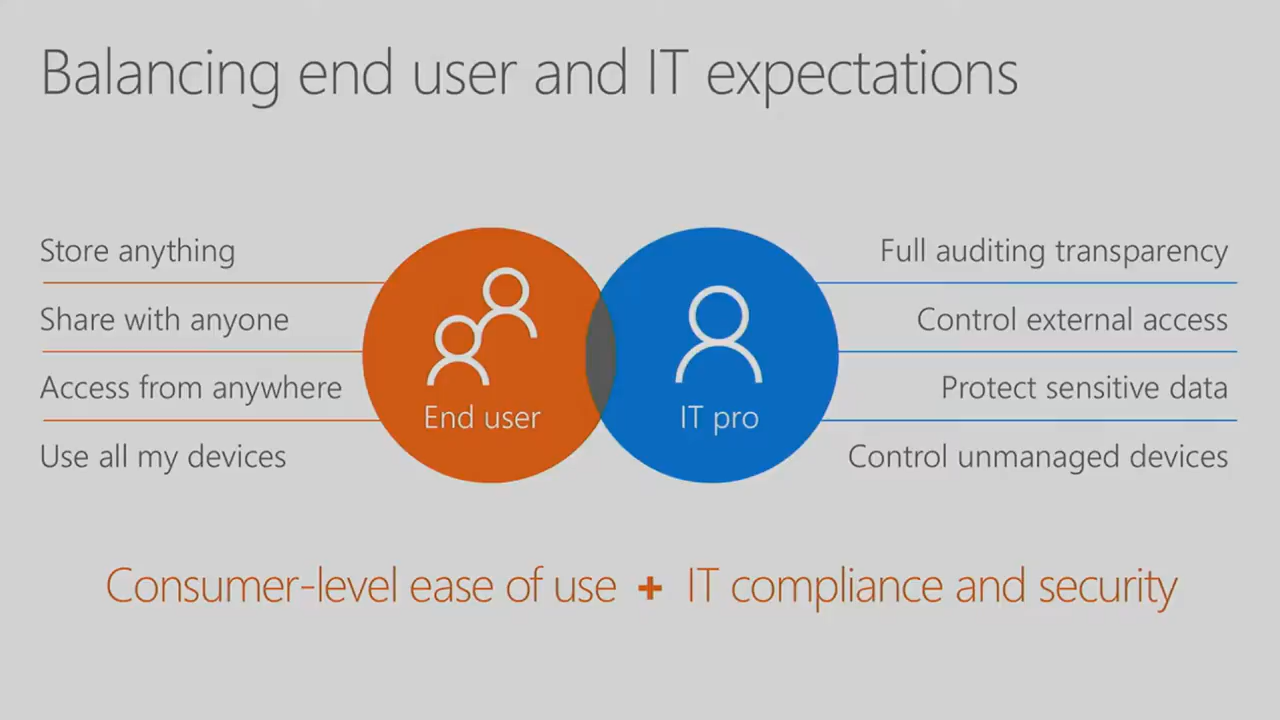 Balancing end user and IT expectations
Store anything
Share with anyone
Access from anywhere
Use all my devices
End user
IT pro
Full auditing transparency
Control external access
Protect sensitive data
Control unmanaged devices
Consumer-level ease of use + IT compliance and security